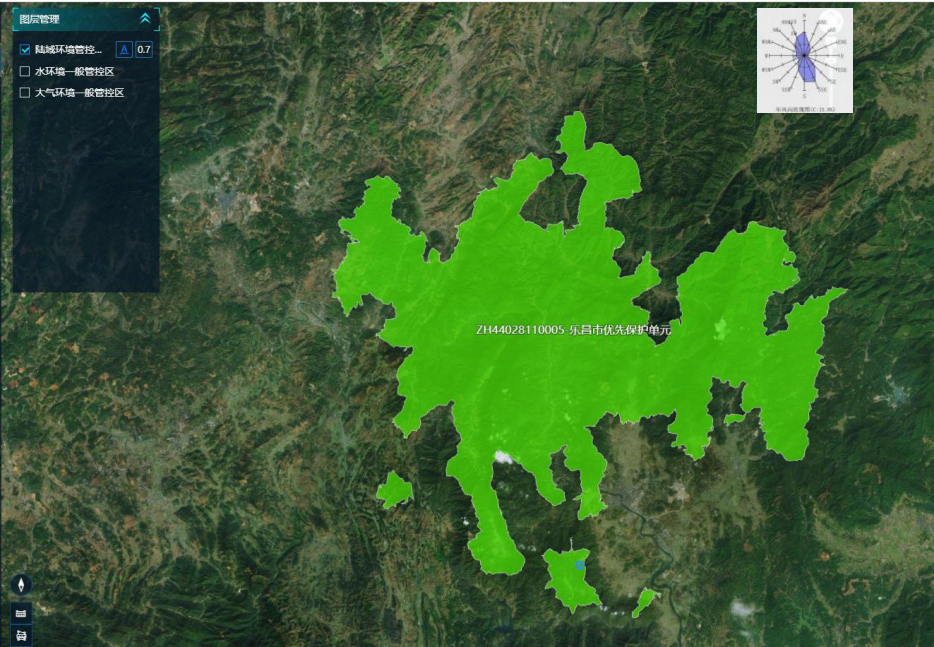 图层管理
陆域环境管控... A 0.7
水环境一般管控区
大气环境一般管控区
N
S
ZH44028110005-乐昌市优先保护单元